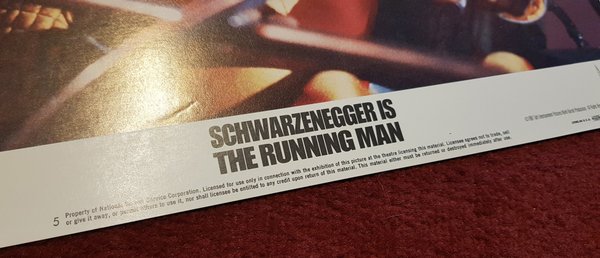 SCHWARZENEGGER IS
THE RUNNING MAN
5
Property of National Screen Service Corporation. Licensed for use only in connection with the exhibition of this picture at the theatre licensing this material. Licensee agrees not to trade, sell
or give it away, or permit others to use it, nor shall licensee be entitled to any credit upon return of this material. This material either must be returned or destroyed immediately after use.